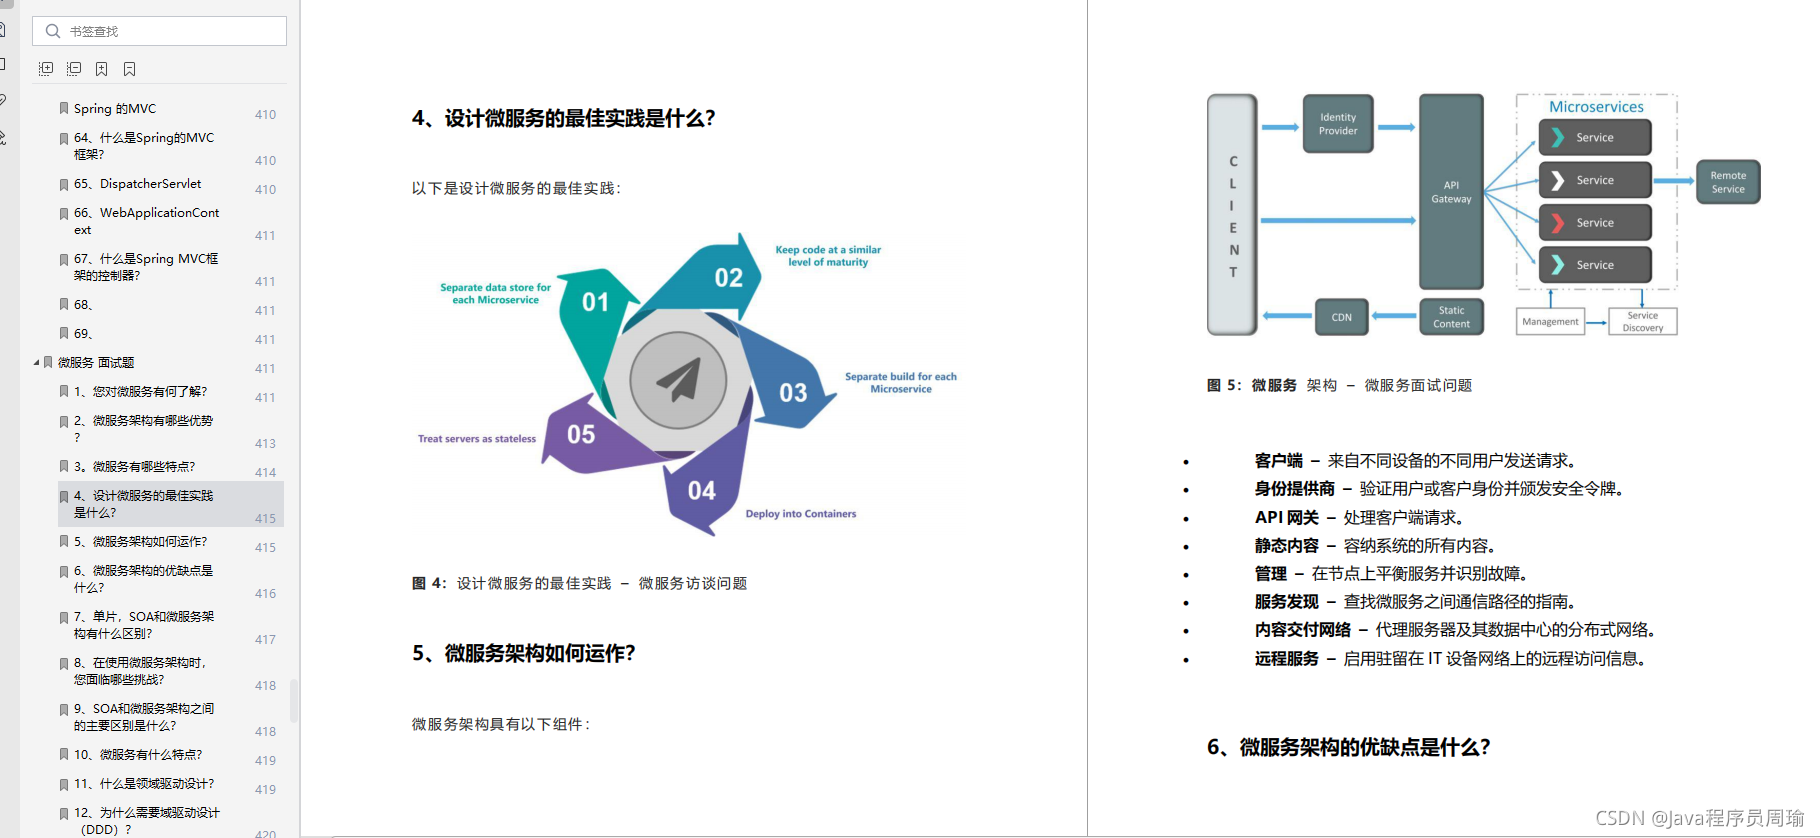 书签查找
Spring 的MVC
410
64、什么是Spring的MVC
框架?
410
65、DispatcherServlet
410
66、WebApplicationCont
ext
411
67、什么是Spring MVC框
架的控制器?
411
68、
411
69、
411
微服务 面试题
411
1、您对微服务有何了解?
411
2、微服务架构有哪些优势
?
413
3。微服务有哪些特点?
414
4、设计微服务的最佳实践
是什么?
415
5、微服务架构如何运作?
415
6、微服务架构的优缺点是
什么?
416
7、单片，SOA和微服务架
构有什么区别?
417
8、在使用微服务架构时，
您面临哪些挑战?
418
9、SOA和微服务架构之间
的主要区别是什么?
418
10、微服务有什么特点?
419
11、什么是领域驱动设计?
419
12、为什么需要域驱动设计
（DDD）?
420
4、设计微服务的最佳实践是什么?
以下是设计微服务的最佳实践：
Separate data store for
each Microservice
01
02
Keep code at a similar
level of maturity
03
Separate build for each
Microservice
04
Deploy into Containers
05
Treat servers as stateless
图 4：设计微服务的最佳实践 – 微服务访谈问题
5、微服务架构如何运作?
微服务架构具有以下组件：
CLIENT
Identity
Provider
API
Gateway
Microservices
Service
Service
Service
Service
Remote
Service
CDN
Static
Content
Management
Service
Discovery
图 5：微服务 架构 – 微服务面试问题
• 客户端 – 来自不同设备的不同用户发送请求。
• 身份提供商 – 验证用户或客户身份并颁发安全令牌。
• API 网关 – 处理客户端请求。
• 静态内容 – 容纳系统的所有内容。
• 管理 – 在节点上平衡服务并识别故障。
• 服务发现 – 查找微服务之间通信路径的指南。
• 内容交付网络 – 代理服务器及其数据中心的分布式网络。
• 远程服务 – 启用驻留在 IT 设备网络上的远程访问信息。
6、微服务架构的优缺点是什么?
CSDN @Java程序员周瑜